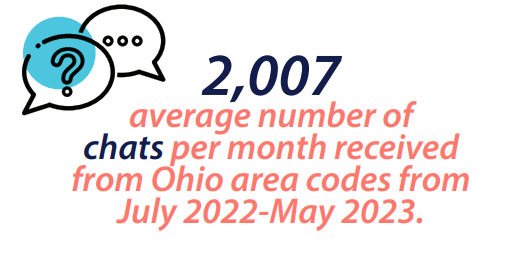 2,007
average number of
chats per month received
from Ohio area codes from
July 2022-May 2023.